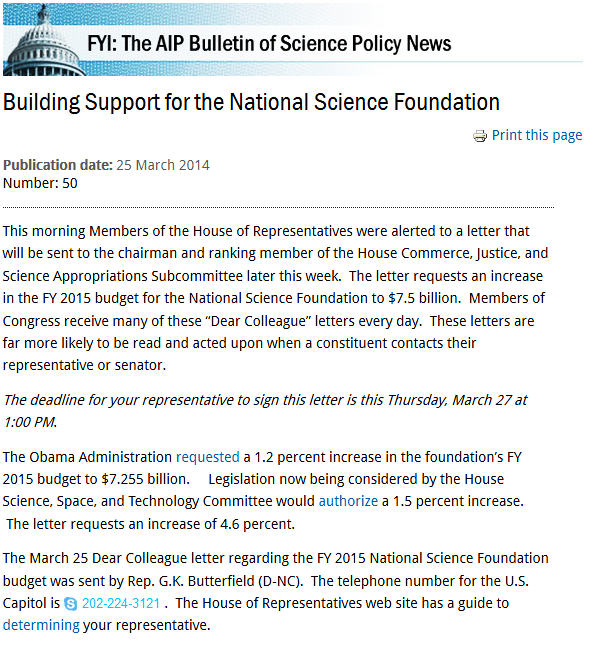 FYI: The AIP Bulletin of Science Policy News
Building Support for the National Science Foundation
Print this page
Publication date: 25 March 2014
Number: 50
This morning Members of the House of Representatives were alerted to a letter that
will be sent to the chairman and ranking member of the House Commerce, Justice, and
Science Appropriations Subcommittee later this week.  The letter requests an increase
in the FY 2015 budget for the National Science Foundation to $7.5 billion.  Members of
Congress receive many of these “Dear Colleague” letters every day.  These letters are
far more likely to be read and acted upon when a constituent contacts their
representative or senator.
The deadline for your representative to sign this letter is this Thursday, March 27 at
1:00 PM.
The Obama Administration requested a 1.2 percent increase in the foundation’s FY
2015 budget to $7.255 billion.     Legislation now being considered by the House
Science, Space, and Technology Committee would authorize a 1.5 percent increase.
The letter requests an increase of 4.6 percent.
The March 25 Dear Colleague letter regarding the FY 2015 National Science Foundation
budget was sent by Rep. G.K. Butterfield (D-NC).  The telephone number for the U.S.
Capitol is 202-224-3121 .  The House of Representatives web site has a guide to
determining your representative.